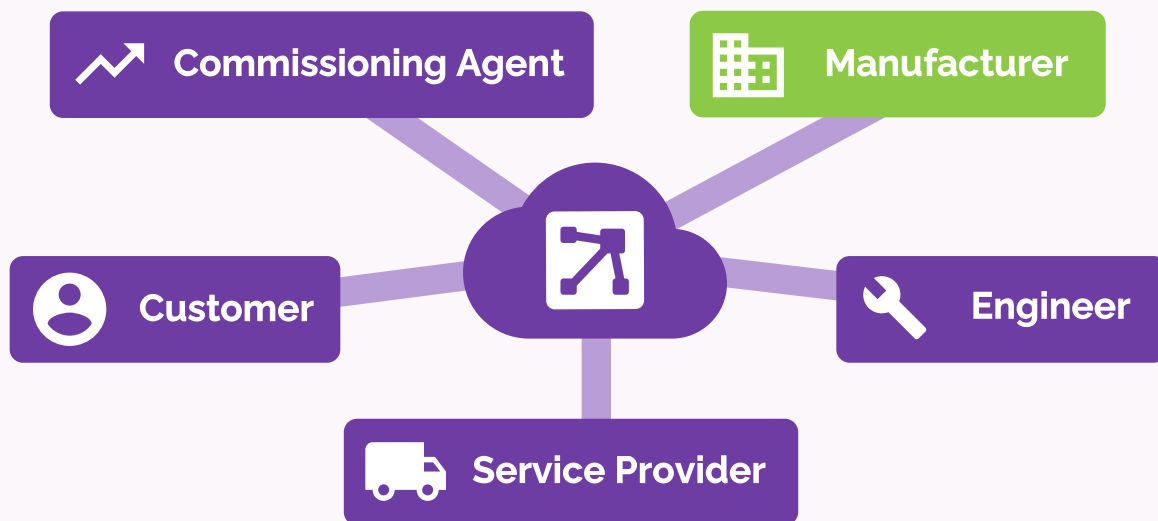 Commissioning Agent
Manufacturer
Customer
Engineer
Service Provider